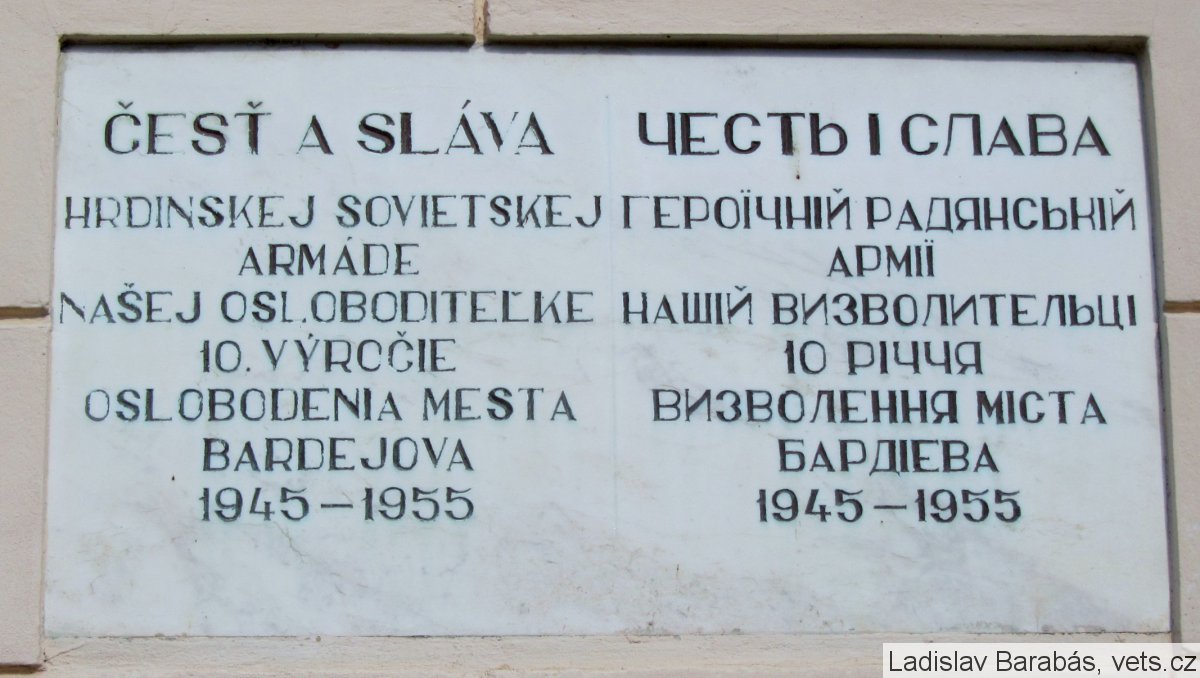 ČESŤ A SLÁVA
HRDINSKEJ SOVIETSKEJ
ARMÁDE
NAŠEJ OSLOBODITEĽKE
10. VÝROČIE
OSLOBODENIA MESTA
BARDEJOVA
1945 – 1955
ЧЕСТЬ І СЛАВА
ГЕРОЇЧНІЙ РАДЯНСЬКІЙ
АРМІЇ
НАШІЙ ВИЗВОЛИТЕЛЬЦІ
10 РІЧЧЯ
ВИЗВОЛЕННЯ МІСТА
БАРДІЕВА
1945 – 1955
Ladislav Barabás, vets.cz